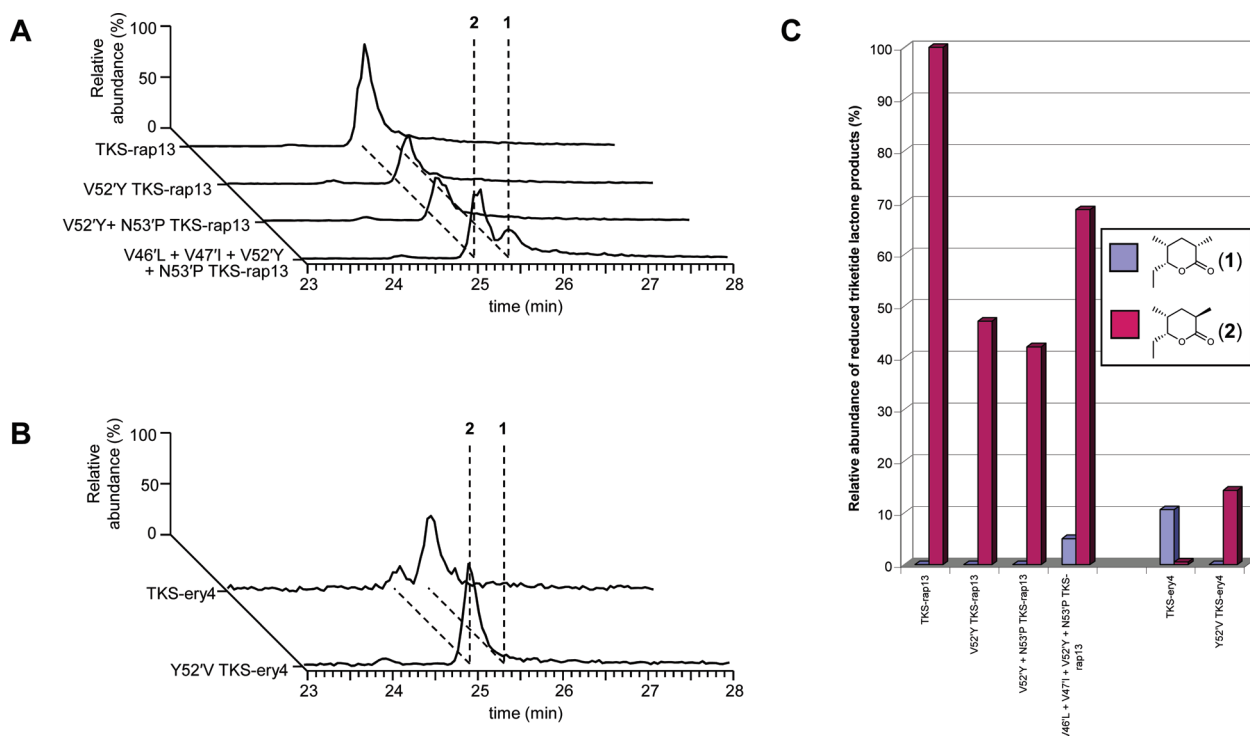 A
Relative
abundance (%)
100
50
0
2 1
TKS-rap13
V52'Y TKS-rap13
V52'Y+ N53'P TKS-rap13
V46'L + V47'I + V52'Y
+ N53'P TKS-rap13
23 24 25 26 27 28
time (min)
B
Relative
abundance (%)
100
50
0
2 1
TKS-ery4
Y52'V TKS-ery4
23 24 25 26 27 28
time (min)
C
Relative abundance of reduced triketide lactone products (%)
100
90
80
70
60
50
40
30
20
10
0
O O (1)
O O (2)
TKS-rap13
V52'Y TKS-rap13
V52'Y + N53'P TKS-rap13
V46'L + V47'I + V52'Y + N53'P TKS-
rap13
TKS-ery4
Y52'V TKS-ery4